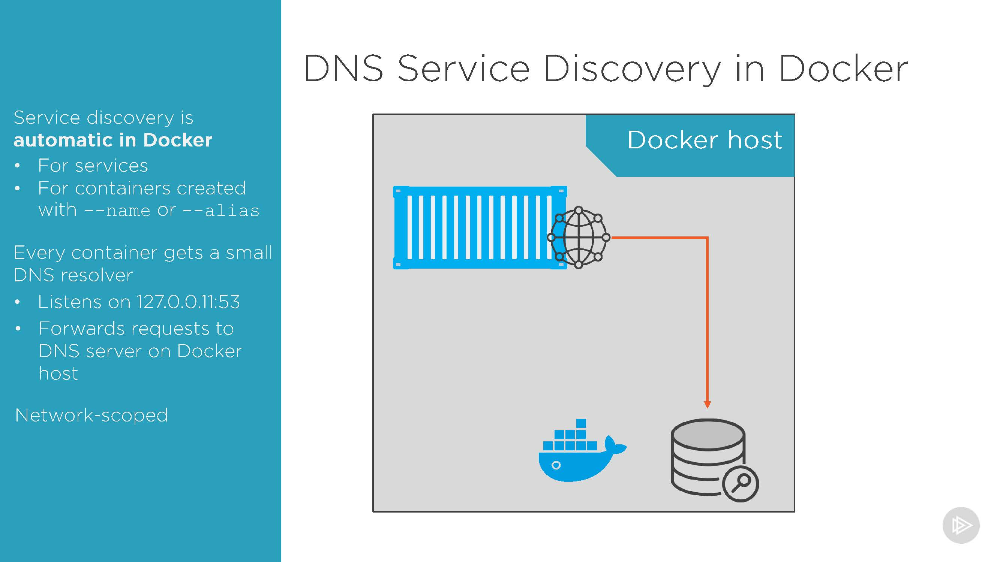 DNS Service Discovery in Docker
Service discovery is
automatic in Docker
• For services
• For containers created
with --name or --alias
Every container gets a small
DNS resolver
• Listens on 127.0.0.11:53
• Forwards requests to
DNS server on Docker
host
Network-scoped
Docker host